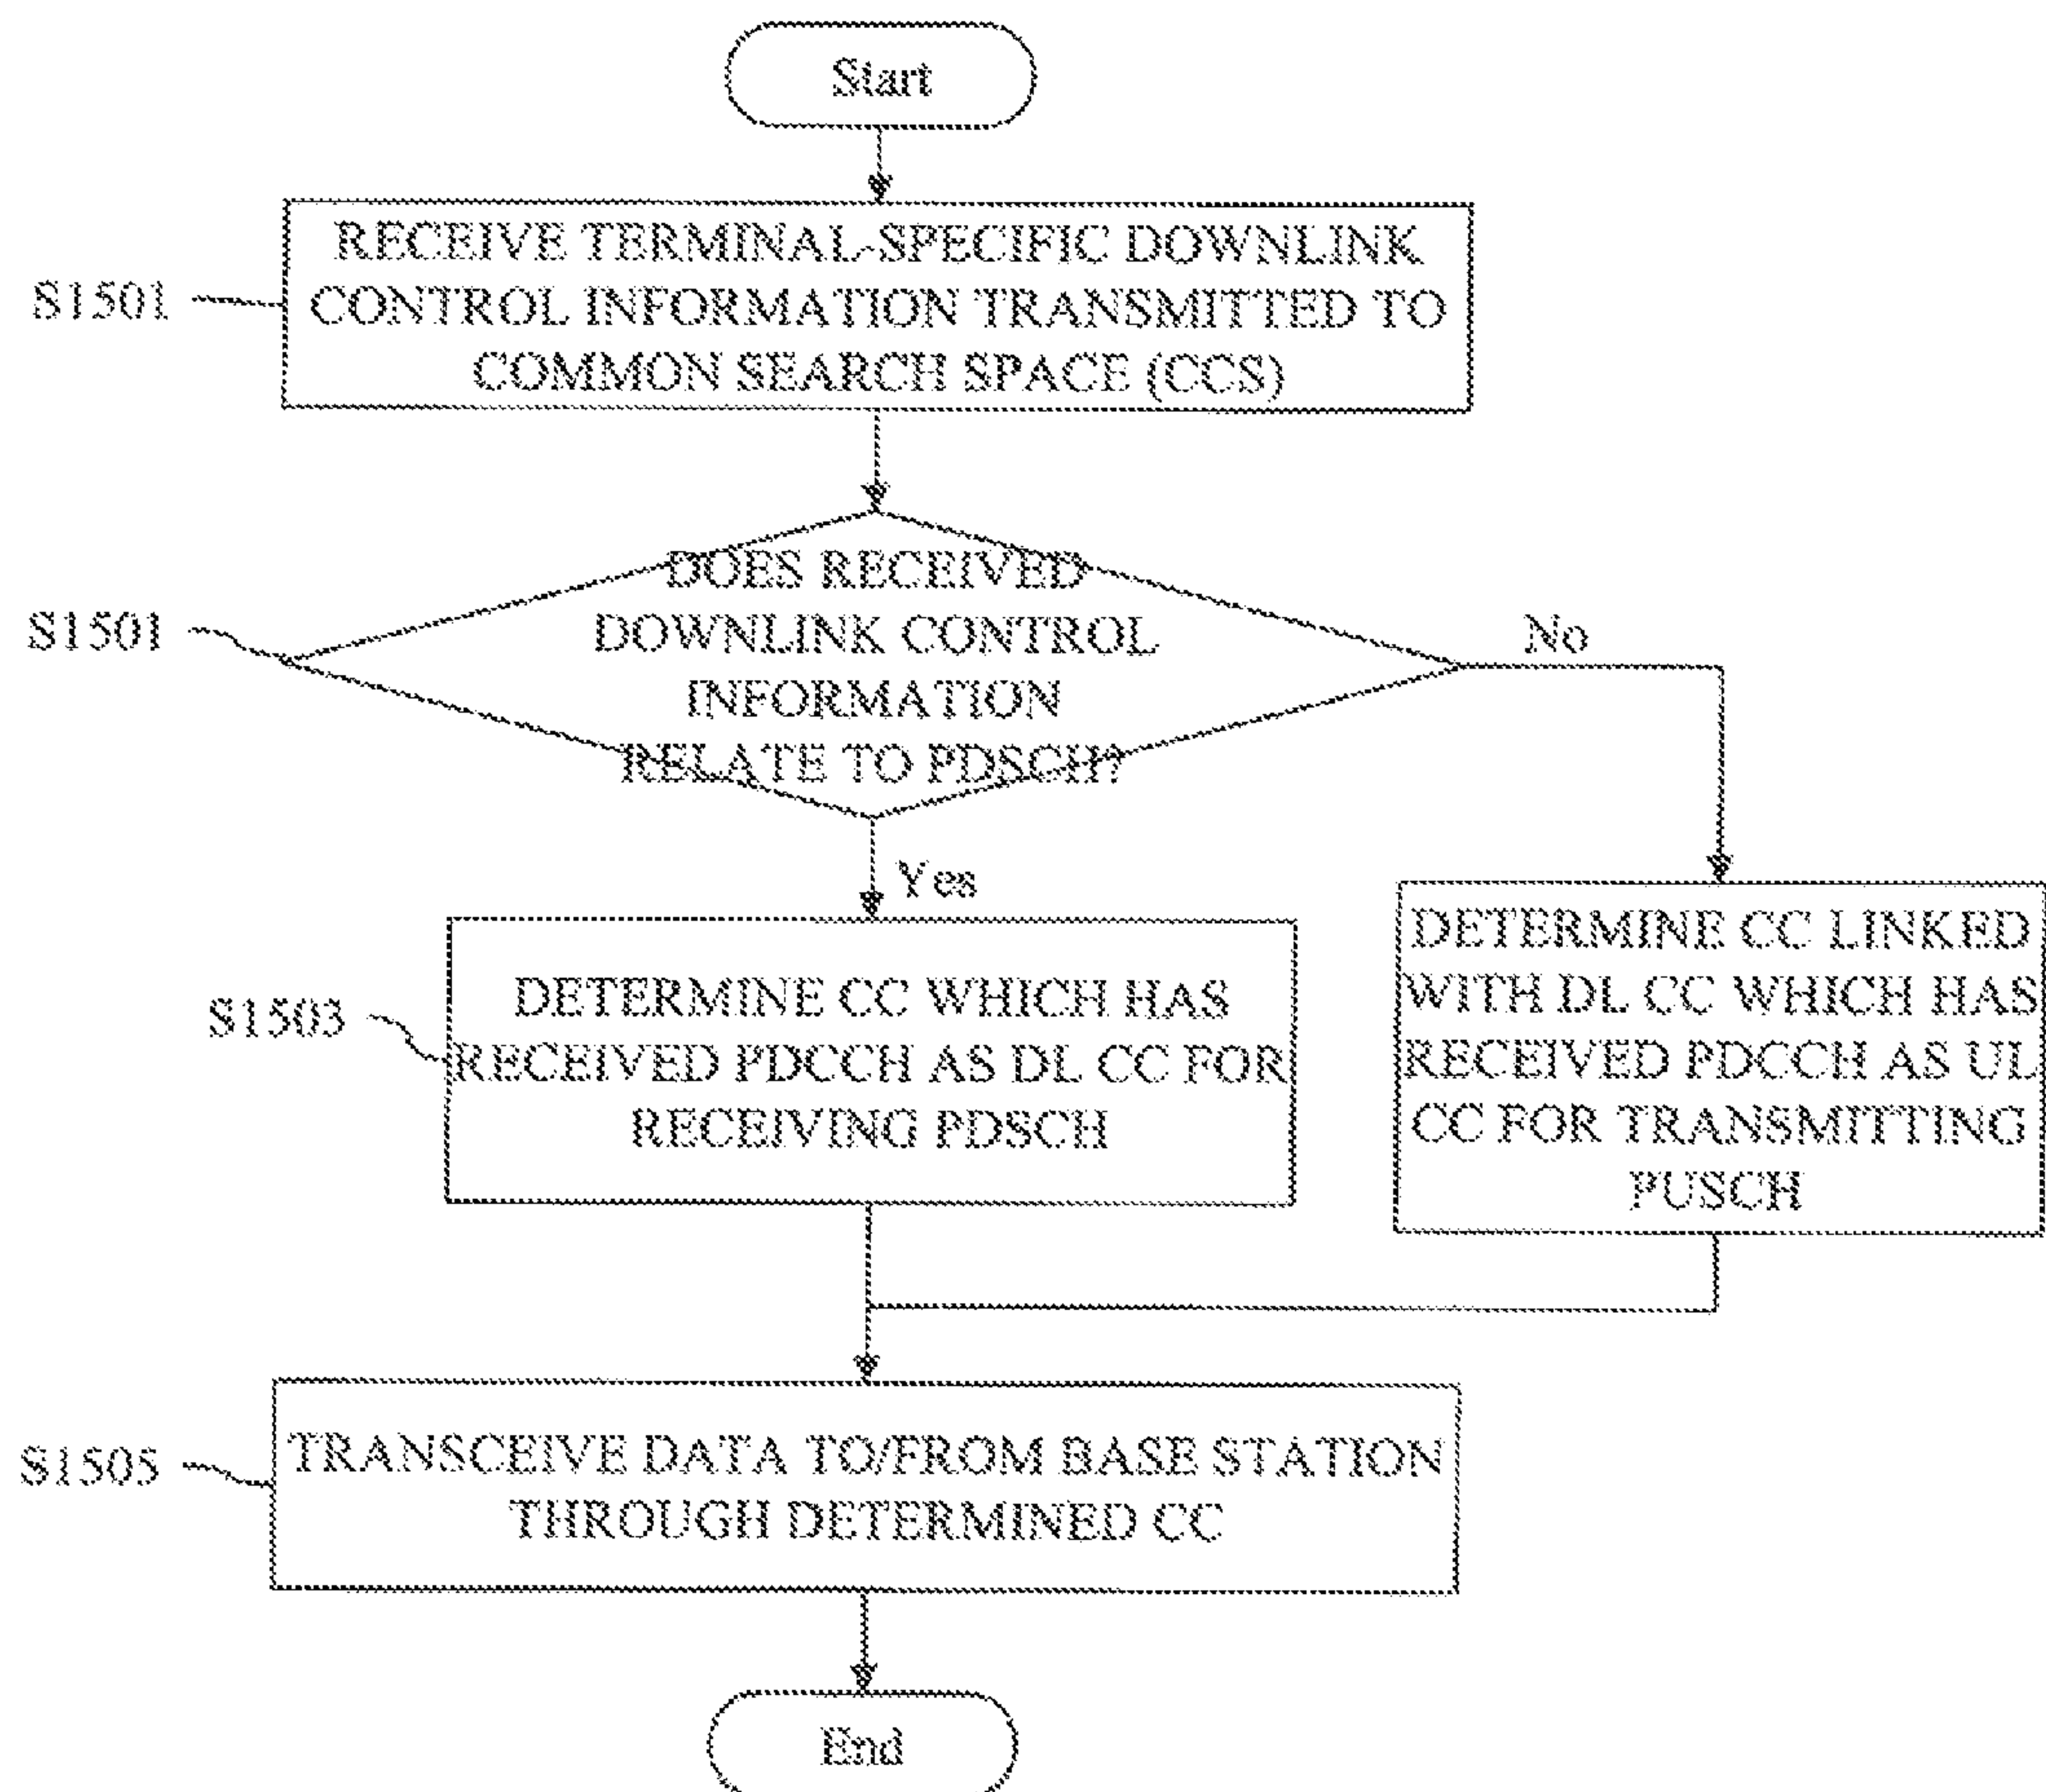 Start
S1501
RECEIVE TERMINAL-SPECIFIC DOWNLINK
CONTROL INFORMATION TRANSMITTED TO
COMMON SEARCH SPACE (CCS)
S1501
DOES RECEIVED
DOWNLINK CONTROL
INFORMATION
RELATE TO PDSCH?
No
Yes
S1503
DETERMINE CC WHICH HAS
RECEIVED PDCCH AS DL CC FOR
RECEIVING PDSCH
DETERMINE CC LINKED
WITH DL CC WHICH HAS
RECEIVED PDCCH AS UL
CC FOR TRANSMITTING
PUSCH
S1505
TRANSCEIVE DATA TO/FROM BASE STATION
THROUGH DETERMINED CC
End